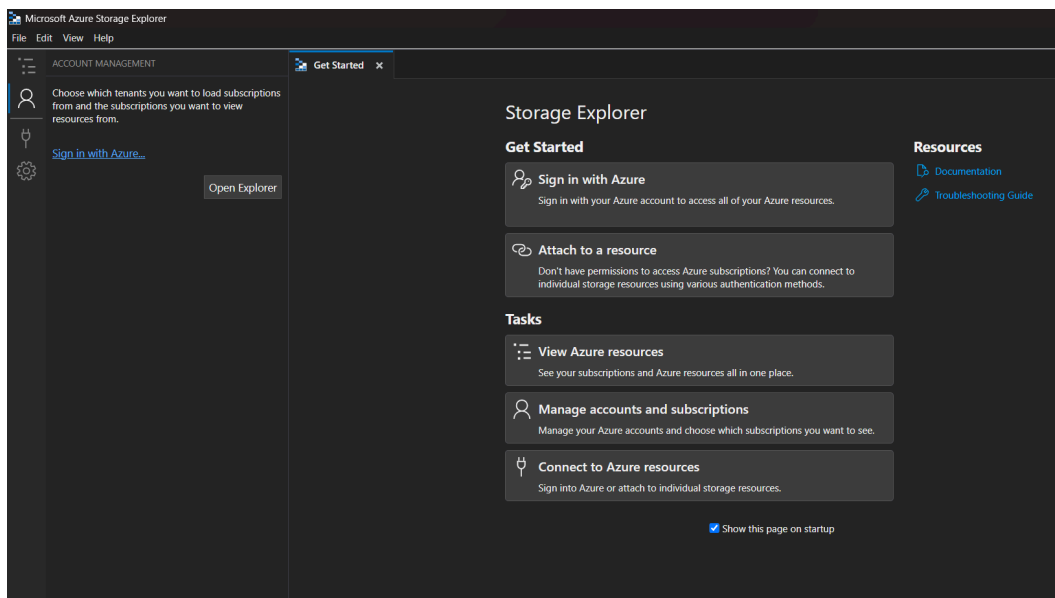 Microsoft Azure Storage Explorer
File Edit View Help
ACCOUNT MANAGEMENT
Choose which tenants you want to load subscriptions
from and the subscriptions you want to view
resources from.
Sign in with Azure...
Open Explorer
Get Started
Storage Explorer
Get Started
Sign in with Azure
Sign in with your Azure account to access all of your Azure resources.
Attach to a resource
Don't have permissions to access Azure subscriptions? You can connect to
individual storage resources using various authentication methods.
Tasks
View Azure resources
See your subscriptions and Azure resources all in one place.
Manage accounts and subscriptions
Manage your Azure accounts and choose which subscriptions you want to see.
Connect to Azure resources
Sign into Azure or attach to individual storage resources.
Show this page on startup
Resources
Documentation
Troubleshooting Guide